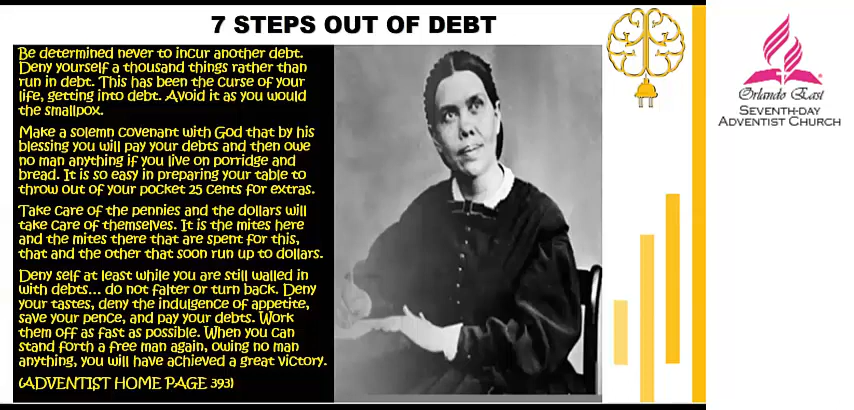 7 STEPS OUT OF DEBT
Be determined never to incur another debt.
Deny yourself a thousand things rather than
run in debt. This has been the curse of your
life, getting into debt. Avoid it as you would
the smallpox.
Make a solemn covenant with God that by his
blessing you will pay your debts and then owe
no man anything if you live on porridge and
bread. It is so easy in preparing your table to
throw out of your pocket 25 cents for extras.
Take care of the pennies and the dollars will
take care of themselves. It is the mites here
and the mites there that are spent for this,
that and the other that soon run up to dollars.
Deny self at least while you are still walled in
with debts... do not falter or turn back. Deny
your tastes, deny the indulgence of appetite,
save your pence, and pay your debts. Work
them off as fast as possible. When you can
stand forth a free man again, owing no man
anything, you will have achieved a great victory.
(ADVENTIST HOME PAGE 393)
Orlando East
SEVENTH-DAY
ADVENTIST CHURCH